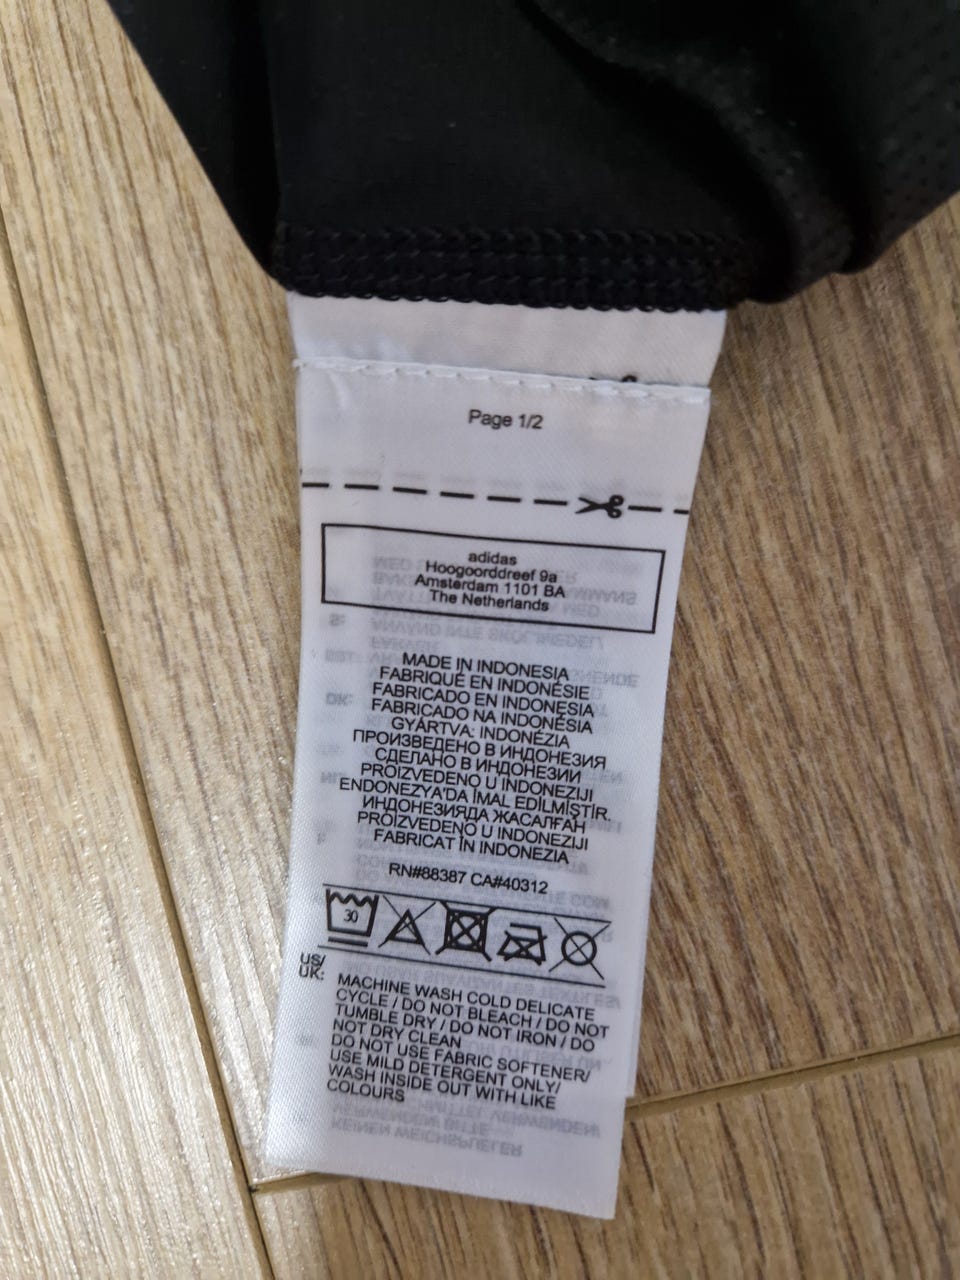 Page 1/2
adidas
Hoogoorddreef 9a
Amsterdam 1101 BA
The Netherlands
MADE IN INDONESIA
FABRIQUÉ EN INDONÉSIE
FABRICADO EN INDONESIA
FABRICADO NA INDONÉSIA
GYÁRTVA: INDONÉZIA
ПРОИЗВЕДЕНО В ИНДОНЕЗИЯ
СДЕЛАНО В ИНДОНЕЗИИ
PROIZVEDENO U INDONEZIJI
ENDONEZYA'DA İMAL EDİLMİŞTİR.
ИНДОНЕЗИЯДА ЖАСАЛҒАН
PROIZVEDENO U INDONEZIJI
FABRICAT ÎN INDONEZIA
RN#88387 CA#40312
30
US/
UK:
MACHINE WASH COLD DELICATE
CYCLE / DO NOT BLEACH / DO NOT
TUMBLE DRY / DO NOT IRON / DO
NOT DRY CLEAN
DO NOT USE FABRIC SOFTENER/
USE MILD DETERGENT ONLY/
WASH INSIDE OUT WITH LIKE
COLOURS